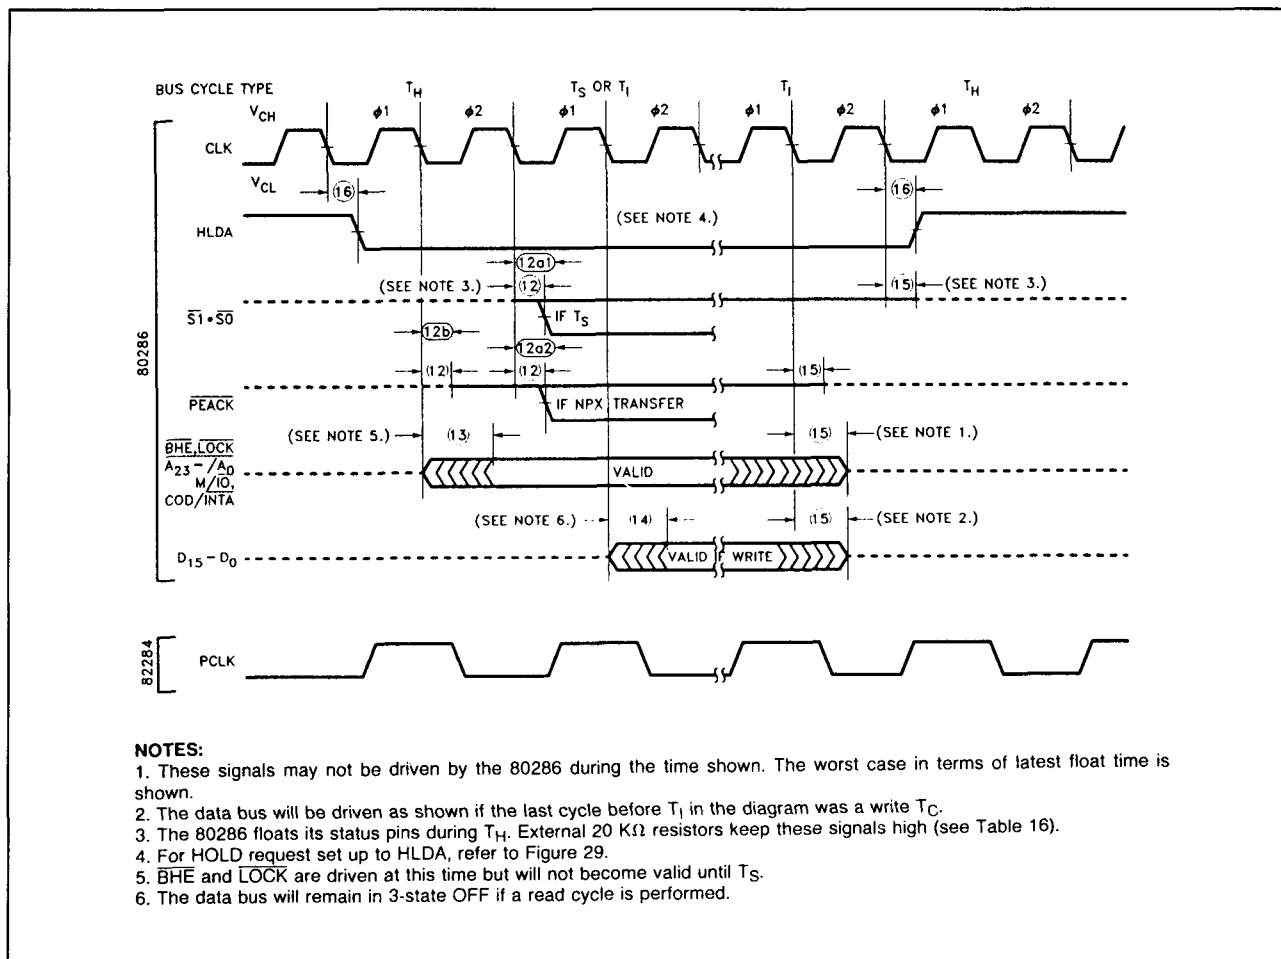 BUS CYCLE TYPE T_H T_S OR T_I T_I T_H
V_CH ϕ1 ϕ2 ϕ1 ϕ2 ϕ1 ϕ2 ϕ1 ϕ2
CLK
V_CL (16) (16)
HLDA (SEE NOTE 4.)
(12a1)
(SEE NOTE 3.) (12) (15) (SEE NOTE 3.)
S1•S0 IF T_S
(12b) (12a2)
(12) (12) (15)
PEACK IF NPX TRANSFER
80286
(SEE NOTE 5.) (13) (15) (SEE NOTE 1.)
BHE, LOCK
A23–/A0 VALID
M/IO,
COD/INTA
(SEE NOTE 6.) (14) (15) (SEE NOTE 2.)
D15–D0 VALID IF WRITE
82284
PCLK
NOTES:
1. These signals may not be driven by the 80286 during the time shown. The worst case in terms of latest float time is
shown.
2. The data bus will be driven as shown if the last cycle before T_I in the diagram was a write T_C.
3. The 80286 floats its status pins during T_H. External 20 KΩ resistors keep these signals high (see Table 16).
4. For HOLD request set up to HLDA, refer to Figure 29.
5. BHE and LOCK are driven at this time but will not become valid until T_S.
6. The data bus will remain in 3-state OFF if a read cycle is performed.